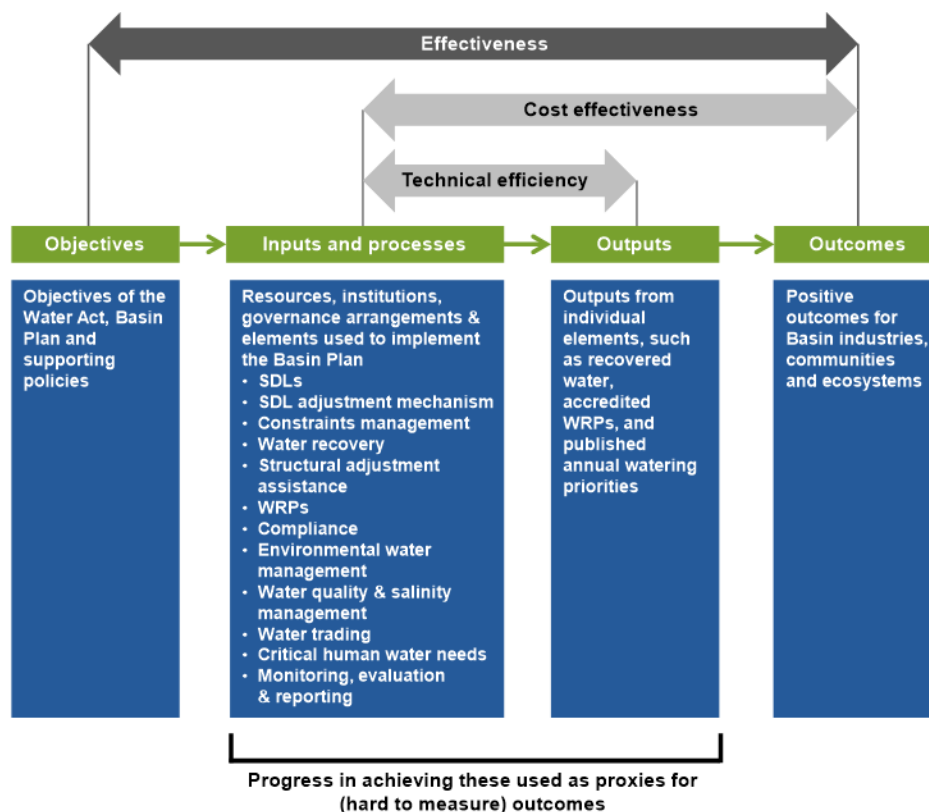 Effectiveness
Cost effectiveness
Technical efficiency
Objectives
Inputs and processes
Outputs
Outcomes
Objectives of the
Water Act, Basin
Plan and
supporting
policies
Resources, institutions,
governance arrangements &
elements used to implement
the Basin Plan
• SDLs
• SDL adjustment mechanism
• Constraints management
• Water recovery
• Structural adjustment
assistance
• WRPs
• Compliance
• Environmental water
management
• Water quality & salinity
management
• Water trading
• Critical human water needs
• Monitoring, evaluation
& reporting
Outputs from
individual
elements, such
as recovered
water,
accredited
WRPs, and
published
annual watering
priorities
Positive
outcomes for
Basin industries,
communities
and ecosystems
Progress in achieving these used as proxies for
(hard to measure) outcomes